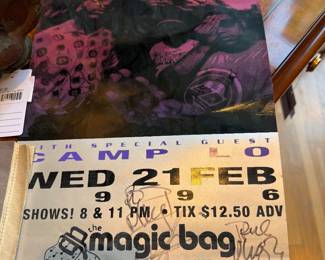 WITH SPECIAL GUEST
CAMP LO
WED 21 FEB
9 9 6
SHOWS! 8 & 11 PM • TIX $12.50 ADV
the
magic bag